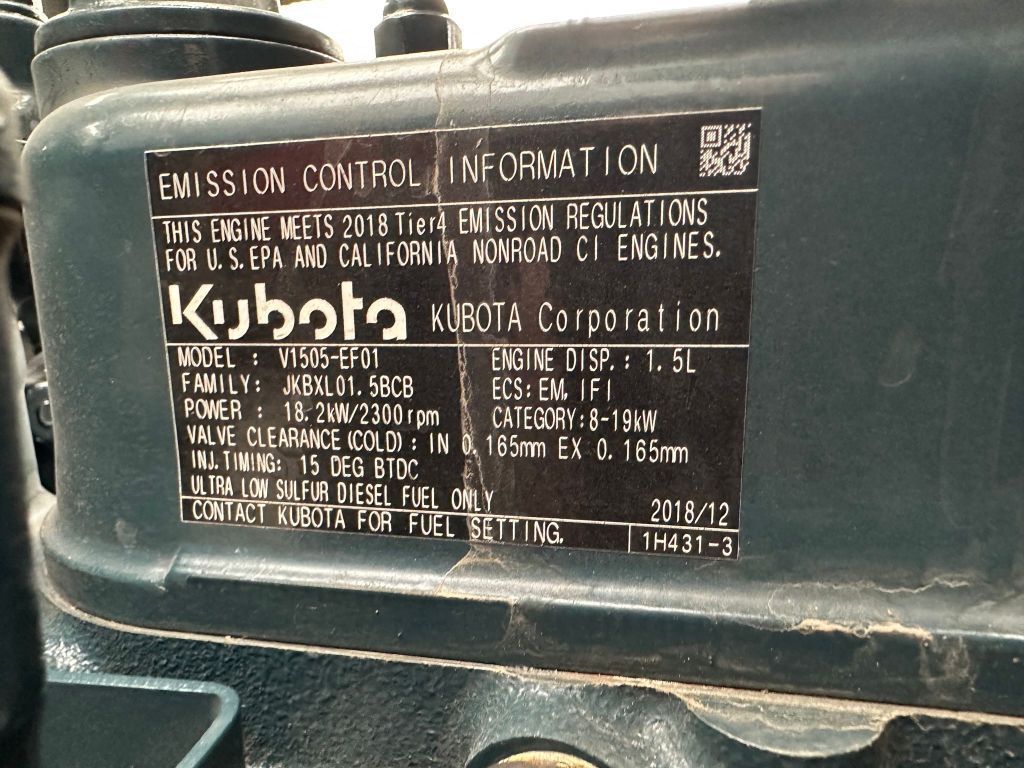 EMISSION CONTROL INFORMATION
THIS ENGINE MEETS 2018 Tier4 EMISSION REGULATIONS
FOR U.S.EPA AND CALIFORNIA NONROAD CI ENGINES.
Kubota KUBOTA Corporation
MODEL : V1505-EF01 ENGINE DISP.: 1.5L
FAMILY: JKBXL01.5BCB ECS:EM, IFI
POWER : 18.2kW/2300rpm CATEGORY:8-19kW
VALVE CLEARANCE(COLD): IN 0.165mm EX 0.165mm
INJ.TIMING: 15 DEG BTDC
ULTRA LOW SULFUR DIESEL FUEL ONLY 2018/12
CONTACT KUBOTA FOR FUEL SETTING. 1H431-3